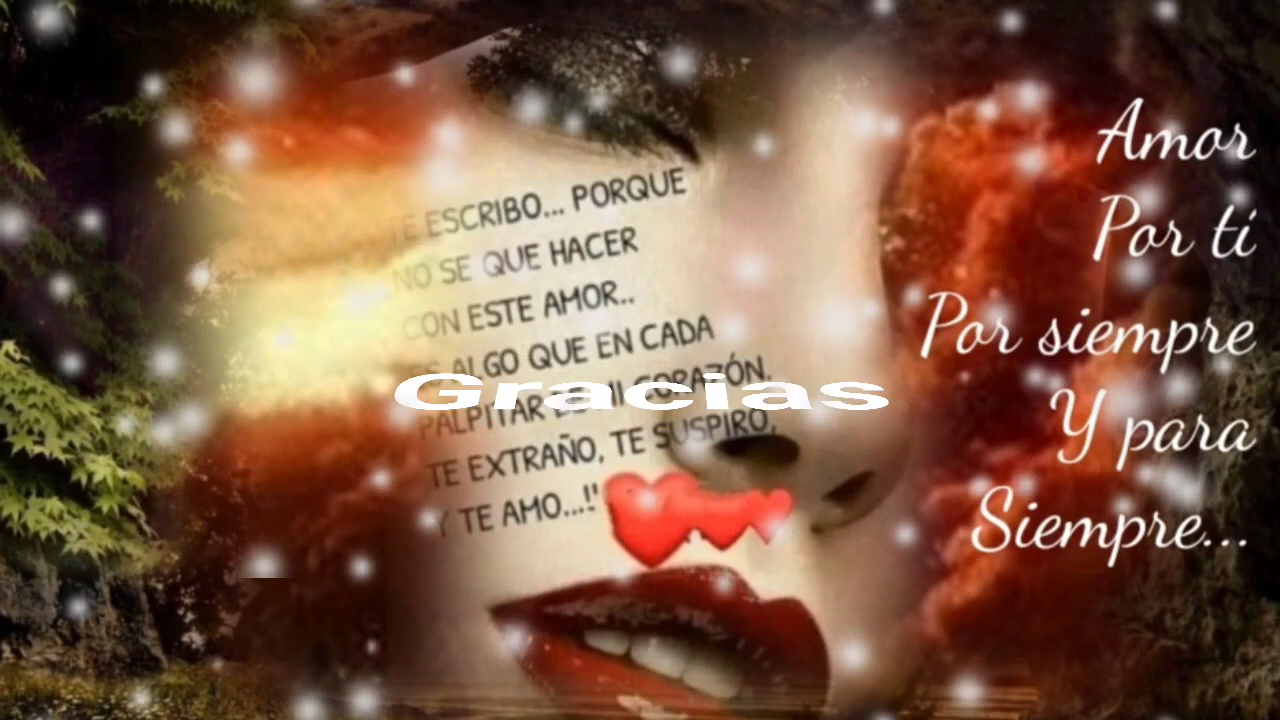 TE ESCRIBO... PORQUE
NO SE QUE HACER
CON ESTE AMOR..
ALGO QUE EN CADA
PALPITAR CORAZÓN.
TE EXTRAÑO, TE SUSPIRO,
Y TE AMO...!!
Gracias
Amor
Por ti
Por siempre
Y para
Siempre...